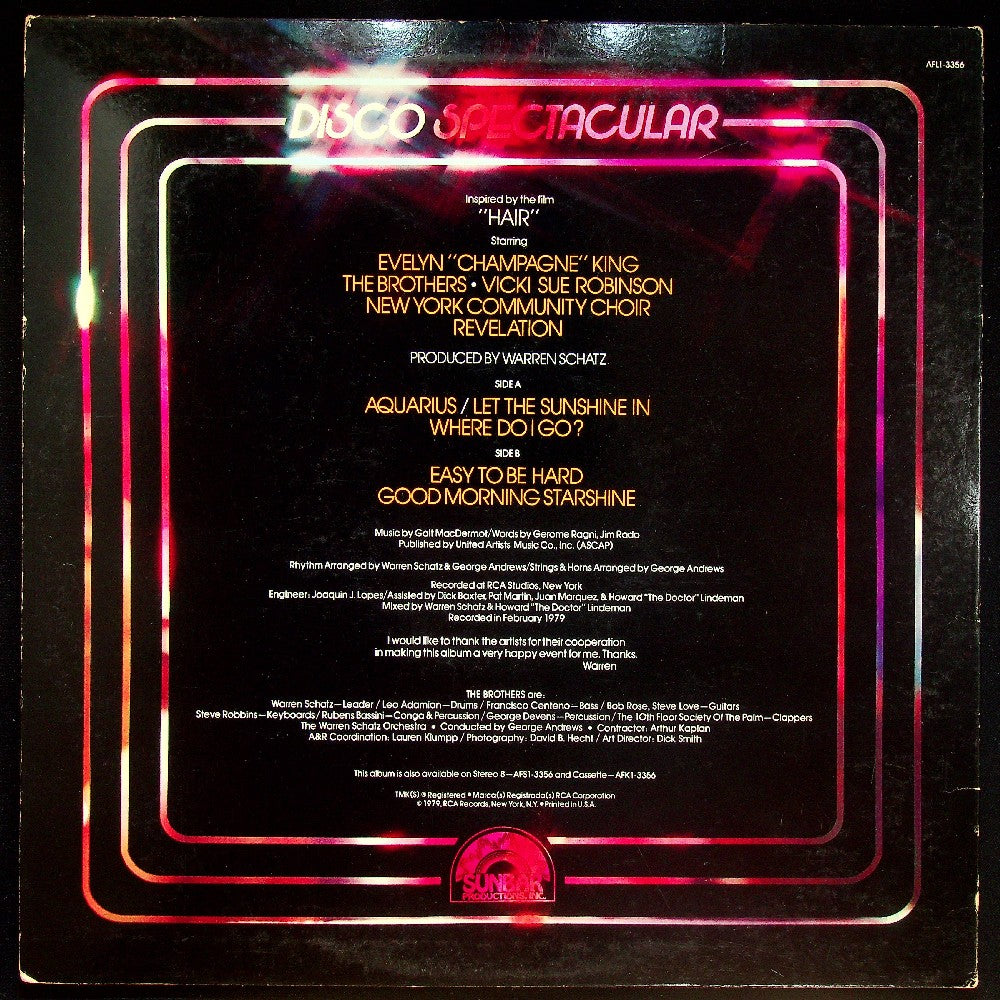 AFL1-3356
DISCO SPECTACULAR
Inspired by the film
"HAIR"
Starring
EVELYN "CHAMPAGNE" KING
THE BROTHERS • VICKI SUE ROBINSON
NEW YORK COMMUNITY CHOIR
REVELATION
PRODUCED BY WARREN SCHATZ
SIDE A
AQUARIUS / LET THE SUNSHINE IN
WHERE DO I GO?
SIDE B
EASY TO BE HARD
GOOD MORNING STARSHINE
Music by Galt MacDermot/Words by Gerome Ragni, Jim Rado
Published by United Artists Music Co., Inc. (ASCAP)
Rhythm Arranged by Warren Schatz & George Andrews/Strings & Horns Arranged by George Andrews
Recorded at RCA Studios, New York
Engineer: Joaquin J. Lopes/Assisted by Dick Baxter, Pat Martin, Juan Marquez, & Howard "The Doctor" Lindeman
Mixed by Warren Schatz & Howard "The Doctor" Lindeman
Recorded in February 1979
I would like to thank the artists for their cooperation
in making this album a very happy event for me. Thanks.
Warren
THE BROTHERS are:
Warren Schatz—Leader / Leo Adamian—Drums / Francisco Centeno—Bass / Bob Rose, Steve Love—Guitars
Steve Robbins—Keyboards / Rubens Bassini—Conga & Percussion / George Devens—Percussion / The 10th Floor Society Of The Palm—Clappers
The Warren Schatz Orchestra • Conducted by George Andrews • Contractor: Arthur Kaplan
A&R Coordination: Lauren Klumpp / Photography: David B. Hecht / Art Director: Dick Smith
This album is also available on Stereo 8—AFS1-3356 and Cassette—AFK1-3356
TMK(S) ® Registered • Marca(s) Registrada(s) RCA Corporation
© 1979, RCA Records, New York, N.Y. • Printed in U.S.A.
SUNBAR
PRODUCTIONS, INC.